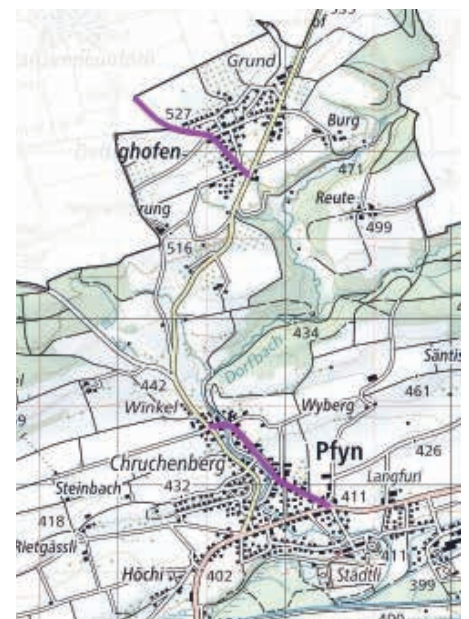 Grund
527
Burg
ghofen
471
Reute
rung
499
516
434
Dorfbach
Säntis
442
461
Winkel
Wyberg
Pfyn
426
Chruchenberg
Langfuri
Steinbach
432
411
418
Rietgässli
411
Höchi
402
Städtli
399